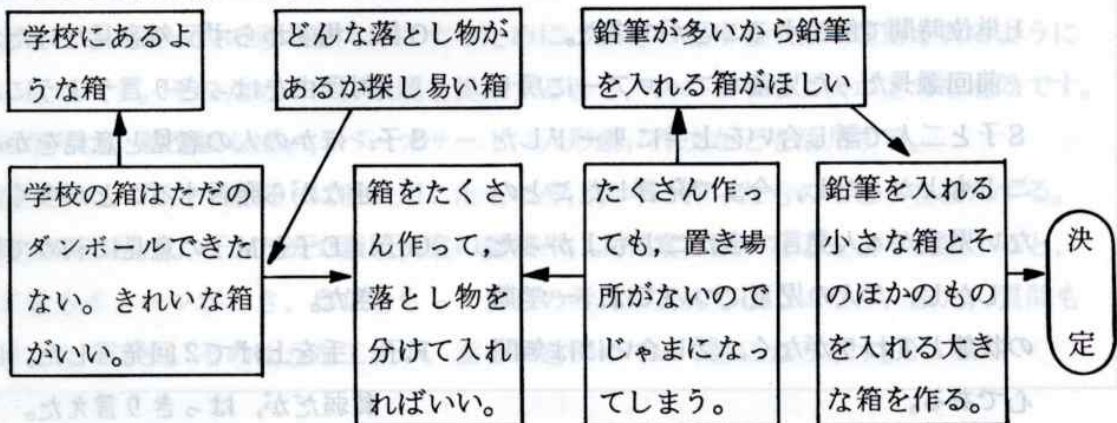 学校にあるよ
うな箱
どんな落とし物が
あるか探し易い箱
鉛筆が多いから鉛筆
を入れる箱がほしい
学校の箱はただの
ダンボールできた
ない。きれいな箱
がいい。
箱をたくさ
ん作って，
落とし物を
分けて入れ
ればいい。
たくさん作っ
ても，置き場
所がないので
じゃまになっ
てしまう。
鉛筆を入れる
小さな箱とそ
のほかのもの
を入れる大き
な箱を作る。
決
定